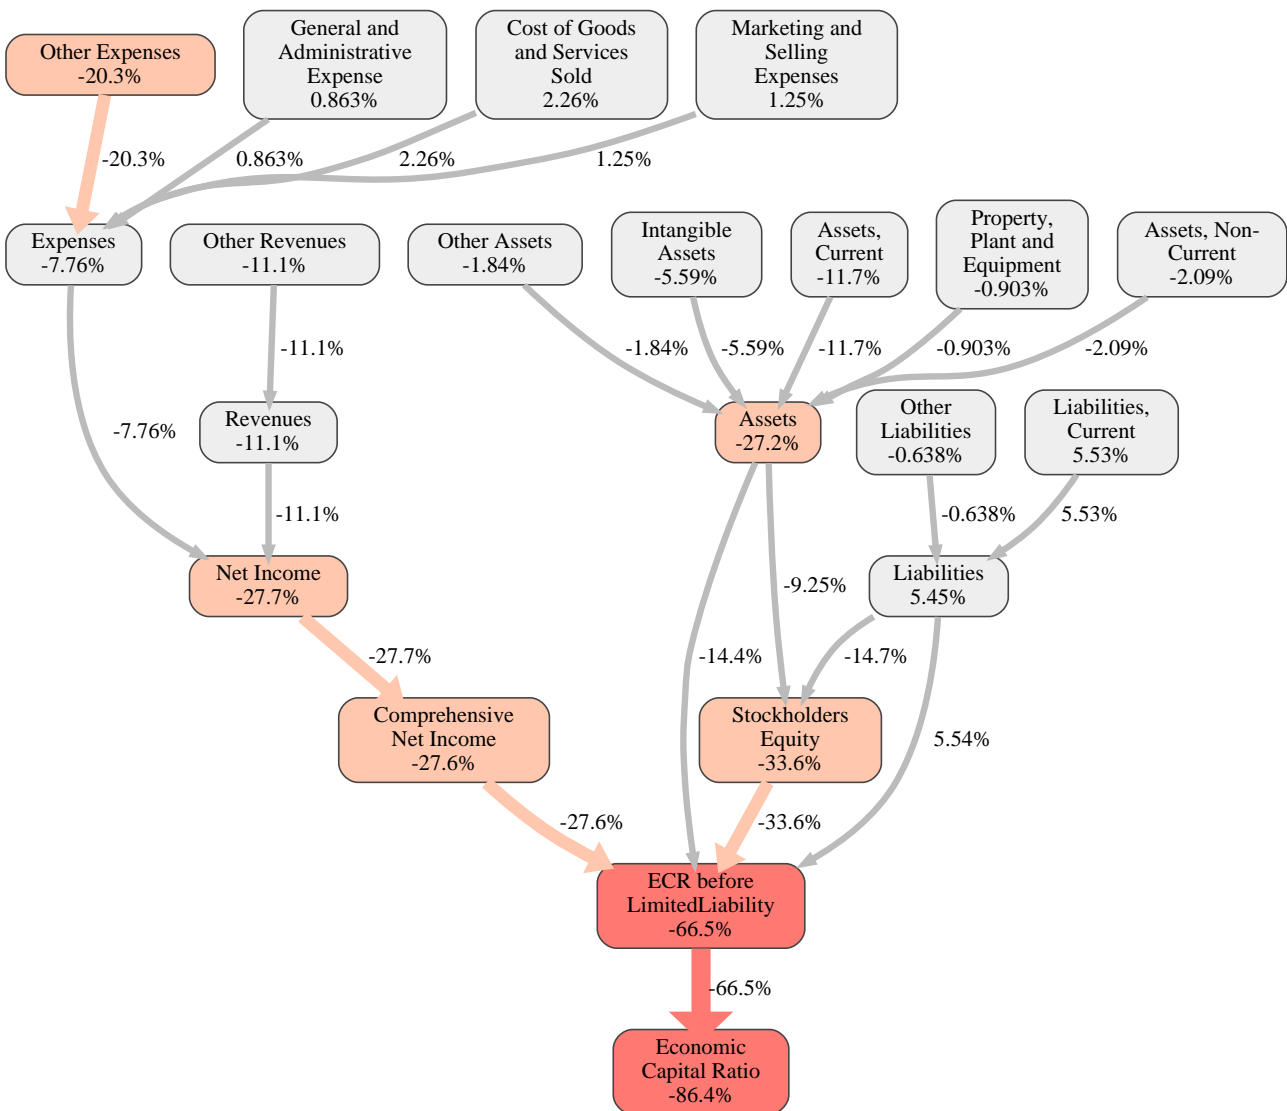 Other Expenses
-20.3%
General and
Administrative
Expense
0.863%
Cost of Goods
and Services
Sold
2.26%
Marketing and
Selling
Expenses
1.25%
-20.3%
0.863%
2.26%
1.25%
Expenses
-7.76%
Other Revenues
-11.1%
Other Assets
-1.84%
Intangible
Assets
-5.59%
Assets,
Current
-11.7%
Property,
Plant and
Equipment
-0.903%
Assets, Non-
Current
-2.09%
-11.1%
-1.84%
-5.59%
-11.7%
-0.903%
-2.09%
-7.76%
Revenues
-11.1%
Assets
-27.2%
Other
Liabilities
-0.638%
Liabilities,
Current
5.53%
-11.1%
-0.638%
5.53%
Net Income
-27.7%
-9.25%
Liabilities
5.45%
-27.7%
-14.4%
-14.7%
Comprehensive
Net Income
-27.6%
Stockholders
Equity
-33.6%
5.54%
-27.6%
-33.6%
ECR before
LimitedLiability
-66.5%
-66.5%
Economic
Capital Ratio
-86.4%